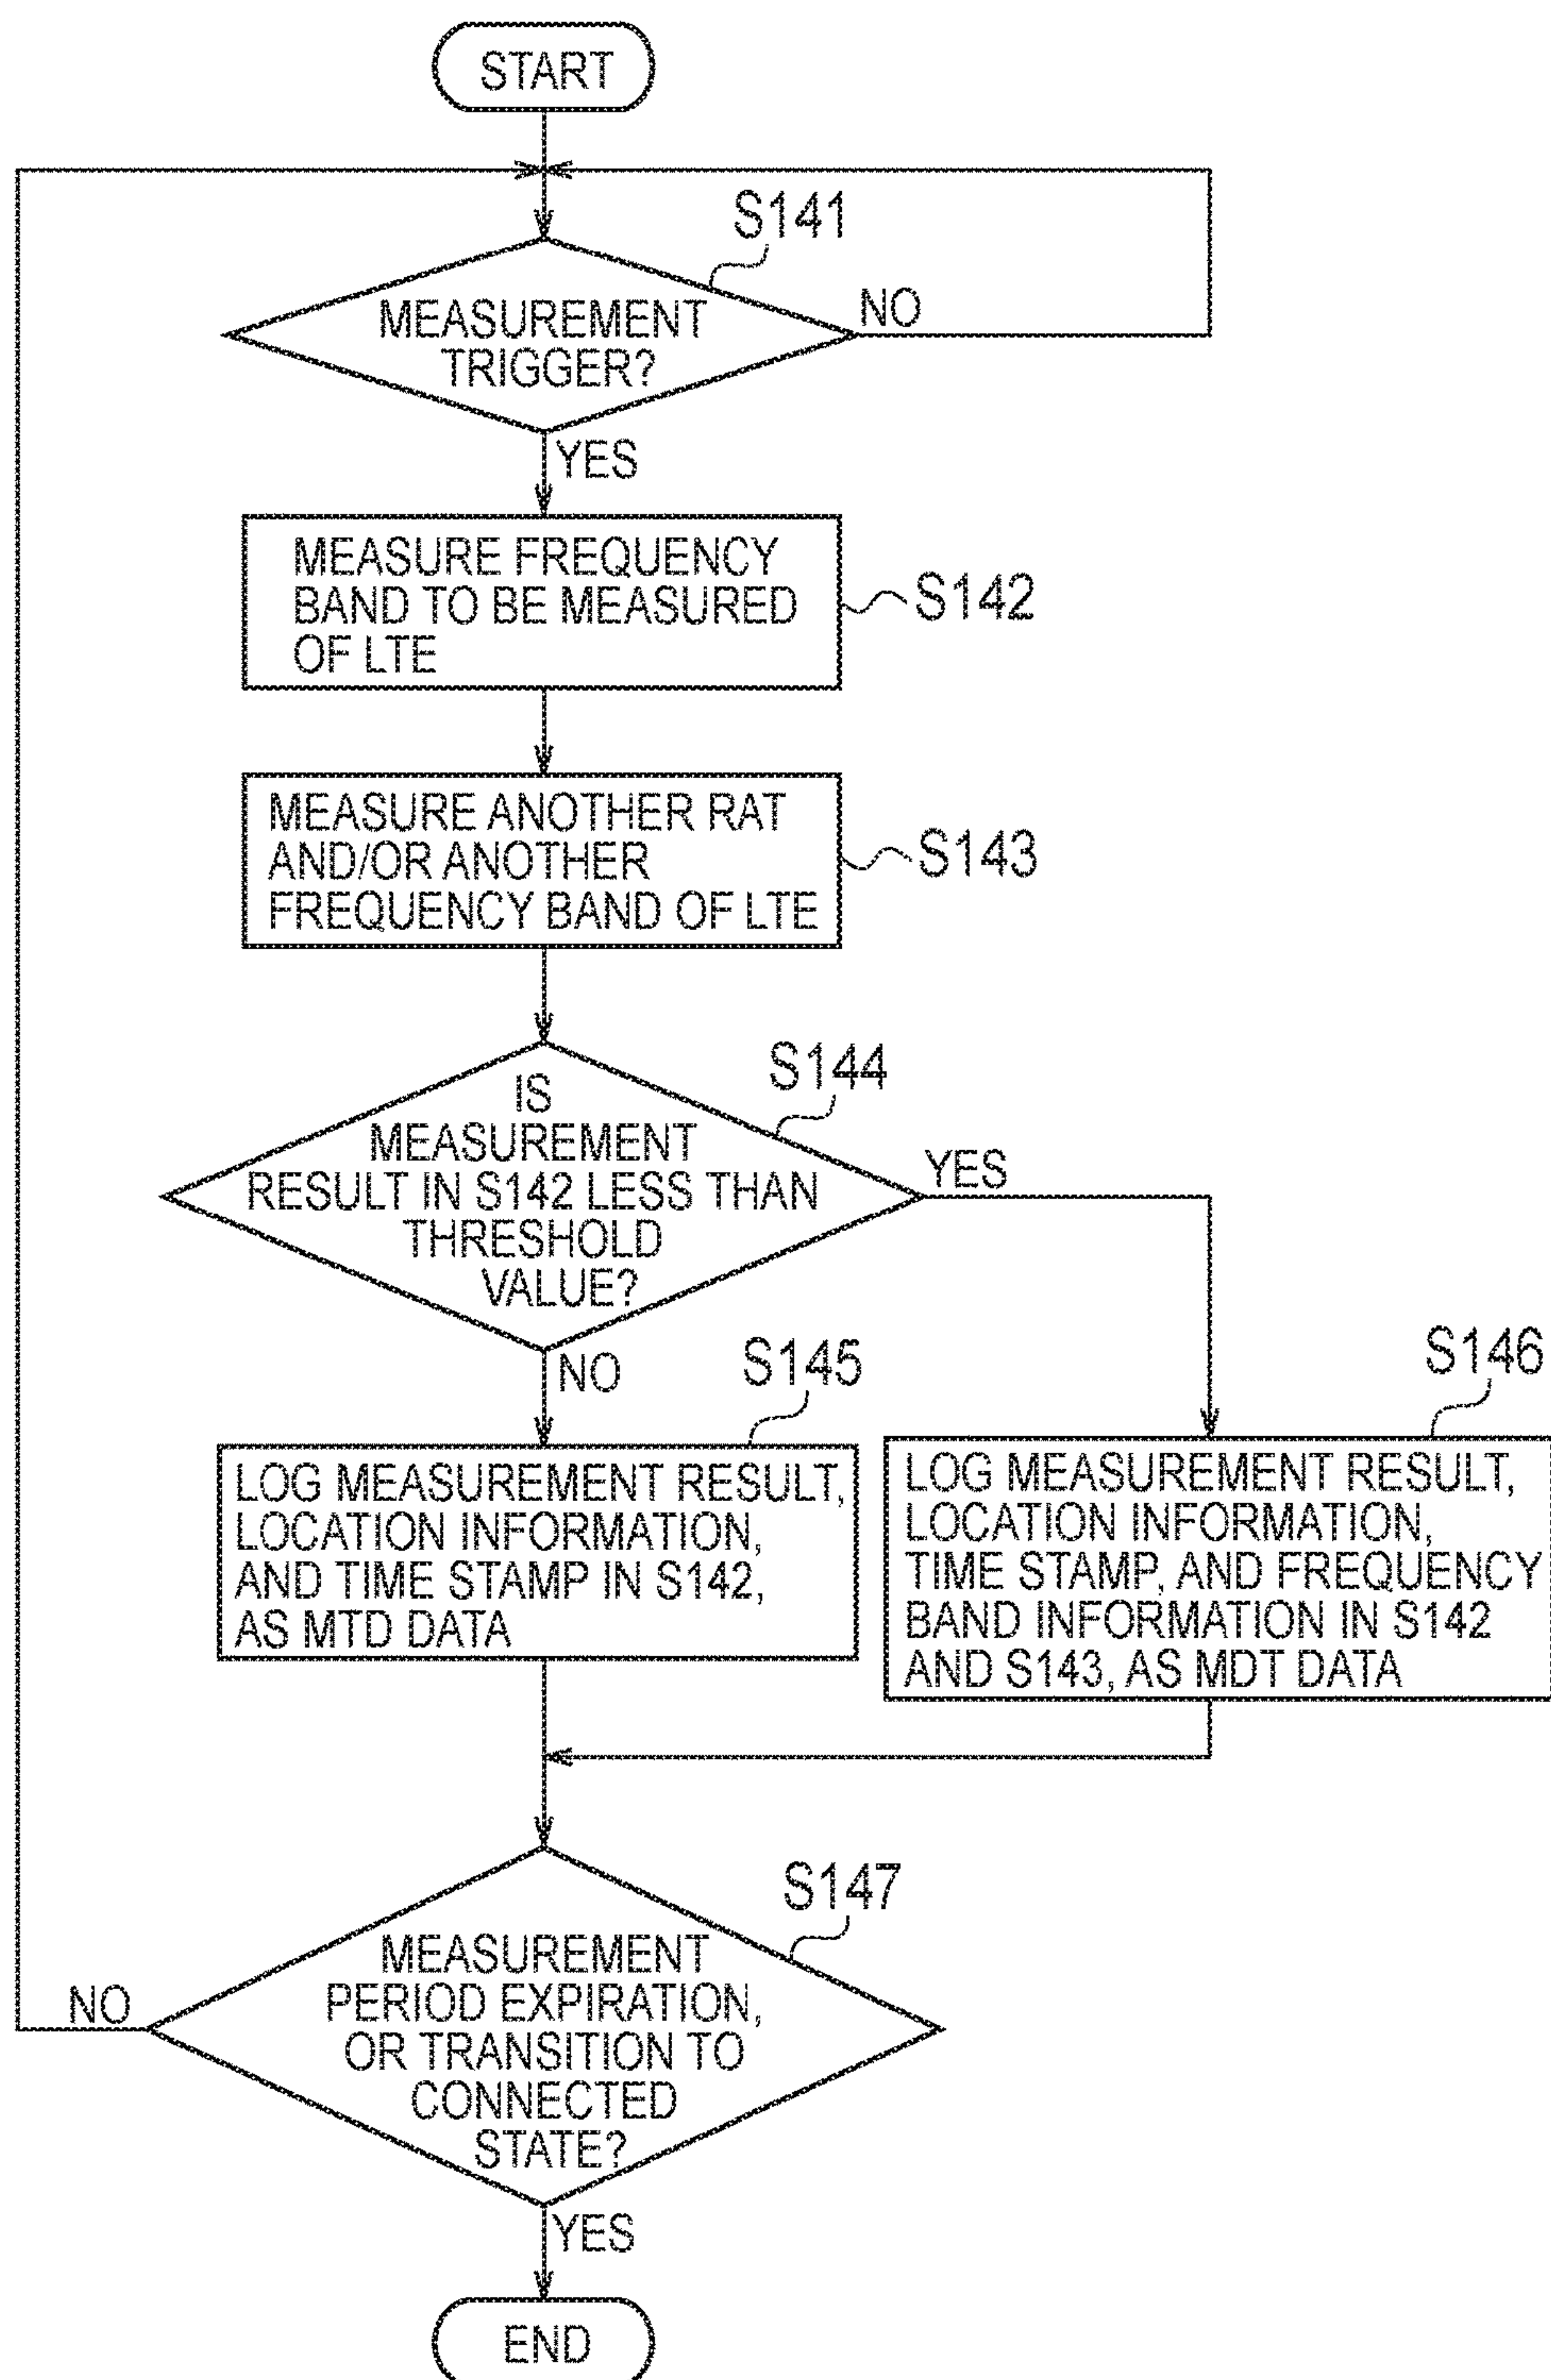 START
S141
MEASUREMENT
TRIGGER?
NO
YES
MEASURE FREQUENCY
BAND TO BE MEASURED
OF LTE
S142
MEASURE ANOTHER RAT
AND/OR ANOTHER
FREQUENCY BAND OF LTE
S143
S144
IS
MEASUREMENT
RESULT IN S142 LESS THAN
THRESHOLD
VALUE?
YES
NO
S145
LOG MEASUREMENT RESULT,
LOCATION INFORMATION,
AND TIME STAMP IN S142,
AS MTD DATA
S146
LOG MEASUREMENT RESULT,
LOCATION INFORMATION,
TIME STAMP, AND FREQUENCY
BAND INFORMATION IN S142
AND S143, AS MDT DATA
S147
MEASUREMENT
PERIOD EXPIRATION,
OR TRANSITION TO
CONNECTED
STATE?
NO
YES
END